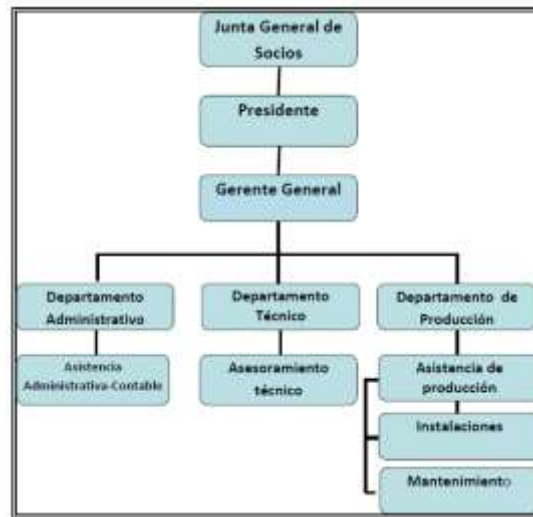 Junta General de
Socios
Presidente
Gerente General
Departamento
Administrativo
Departamento
Técnico
Departamento de
Producción
Asistencia
Administrativa-Contable
Asesoramiento
técnico
Asistencia de
producción
Instalaciones
Mantenimiento